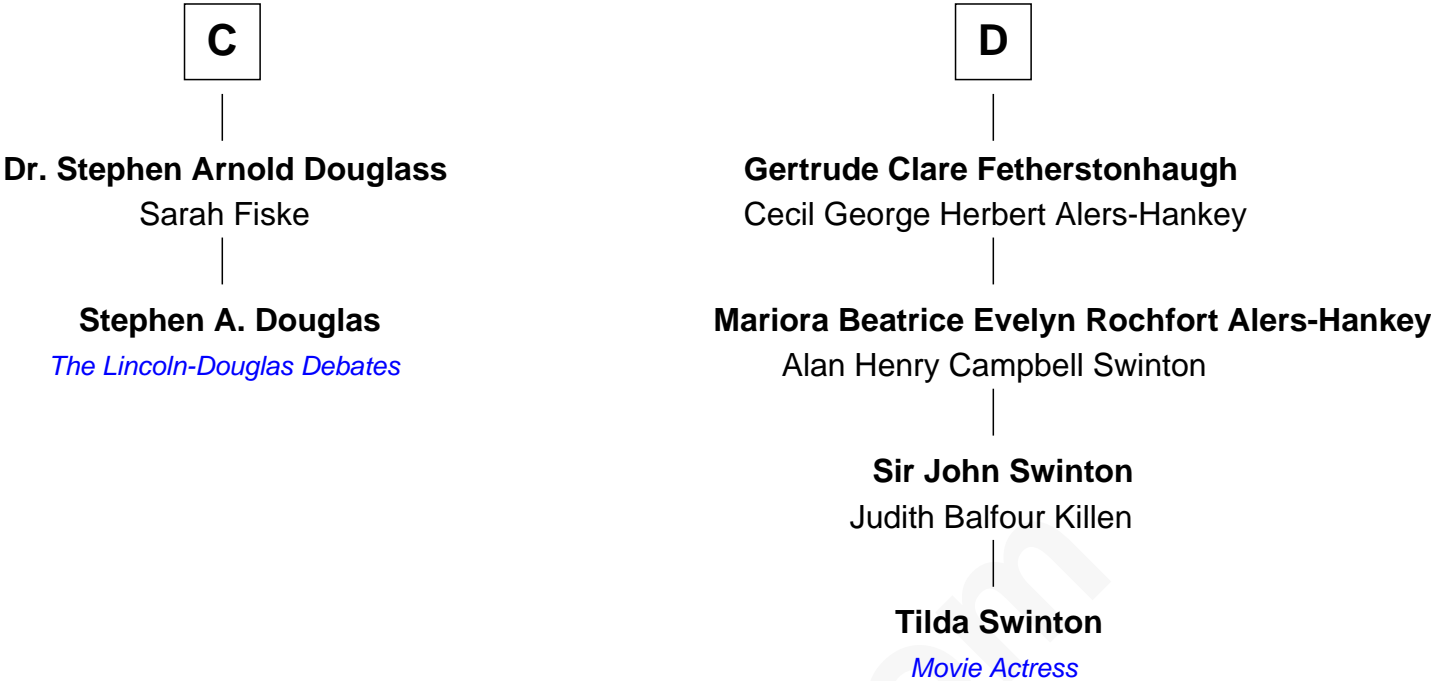 C
Dr. Stephen Arnold Douglass
Sarah Fiske
Stephen A. Douglas
The Lincoln-Douglas Debates
D
Gertrude Clare Fetherstonhaugh
Cecil George Herbert Alers-Hankey
Mariora Beatrice Evelyn Rochfort Alers-Hankey
Alan Henry Campbell Swinton
Sir John Swinton
Judith Balfour Killen
Tilda Swinton
Movie Actress